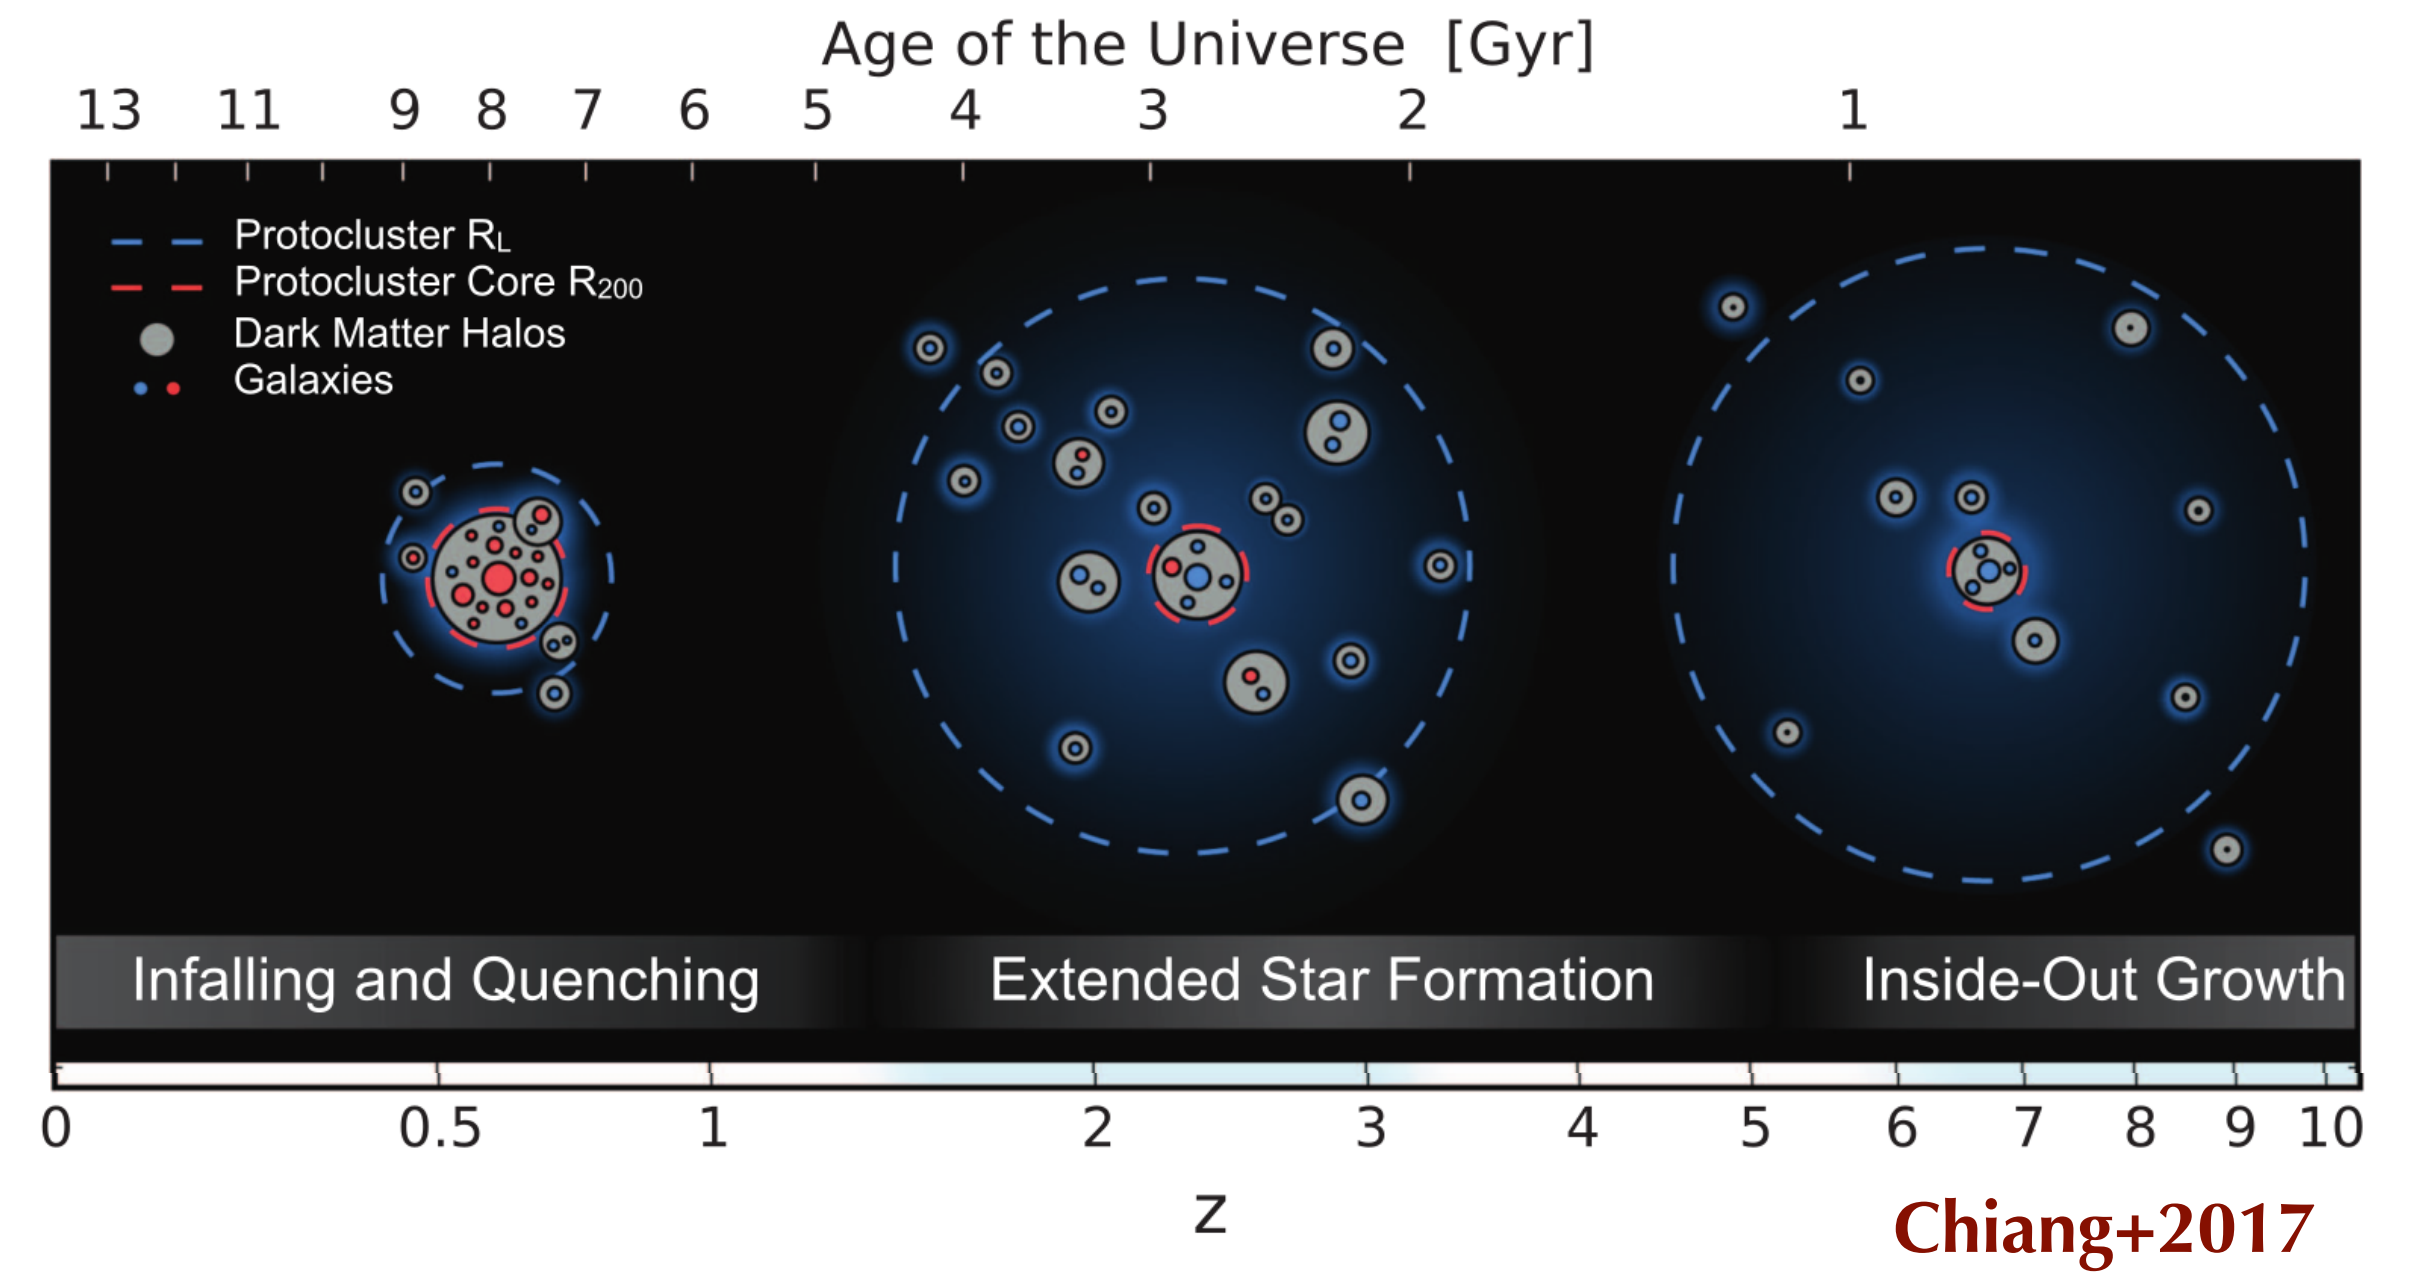 Age of the Universe [Gyr]
13 11 9 8 7 6 5 4 3 2 1
Protocluster RL
Protocluster Core R200
Dark Matter Halos
Galaxies
Infalling and Quenching Extended Star Formation Inside-Out Growth
0 0.5 1 2 3 4 5 6 7 8 9 10
z
Chiang+2017